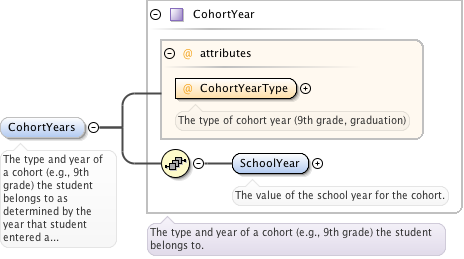 CohortYear
@ attributes
@ CohortYearType
The type of cohort year (9th grade, graduation)
CohortYears
The type and year of
a cohort (e.g., 9th
grade) the student
belongs to as
determined by the
year that student
entered a...
SchoolYear
The value of the school year for the cohort.
The type and year of a cohort (e.g., 9th grade) the student
belongs to.